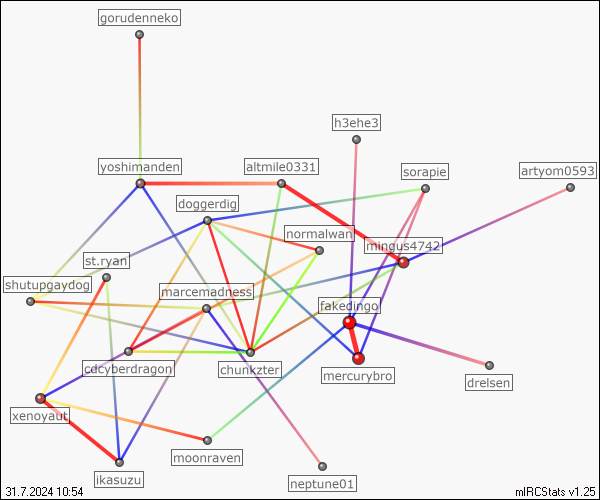 gorudenneko
h3ehe3
yoshimanden
altmile0331
sorapie
artyom0593
doggerdig
normalwan
mingus4742
st.ryan
shutupgaydog
marcemadness
fakedingo
cdcyberdragon
chunkzter
mercurybro
drelsen
xenoyaut
moonraven
ikasuzu
neptune01
31.7.2024 10:54
mIRCStats v1.25